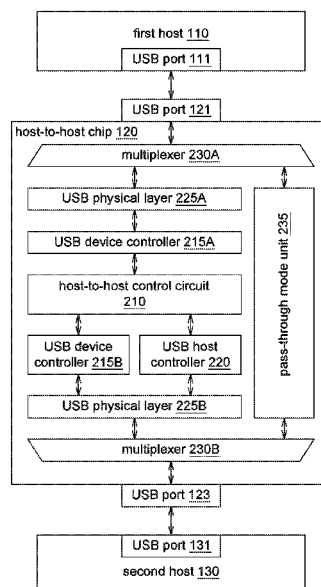 first host 110
USB port 111
USB port 121
host-to-host chip 120
multiplexer 230A
USB physical layer 225A
USB device controller 215A
host-to-host control circuit
210
USB device
controller 215B
USB host
controller 220
pass-through mode unit 235
USB physical layer 225B
multiplexer 230B
USB port 123
USB port 131
second host 130